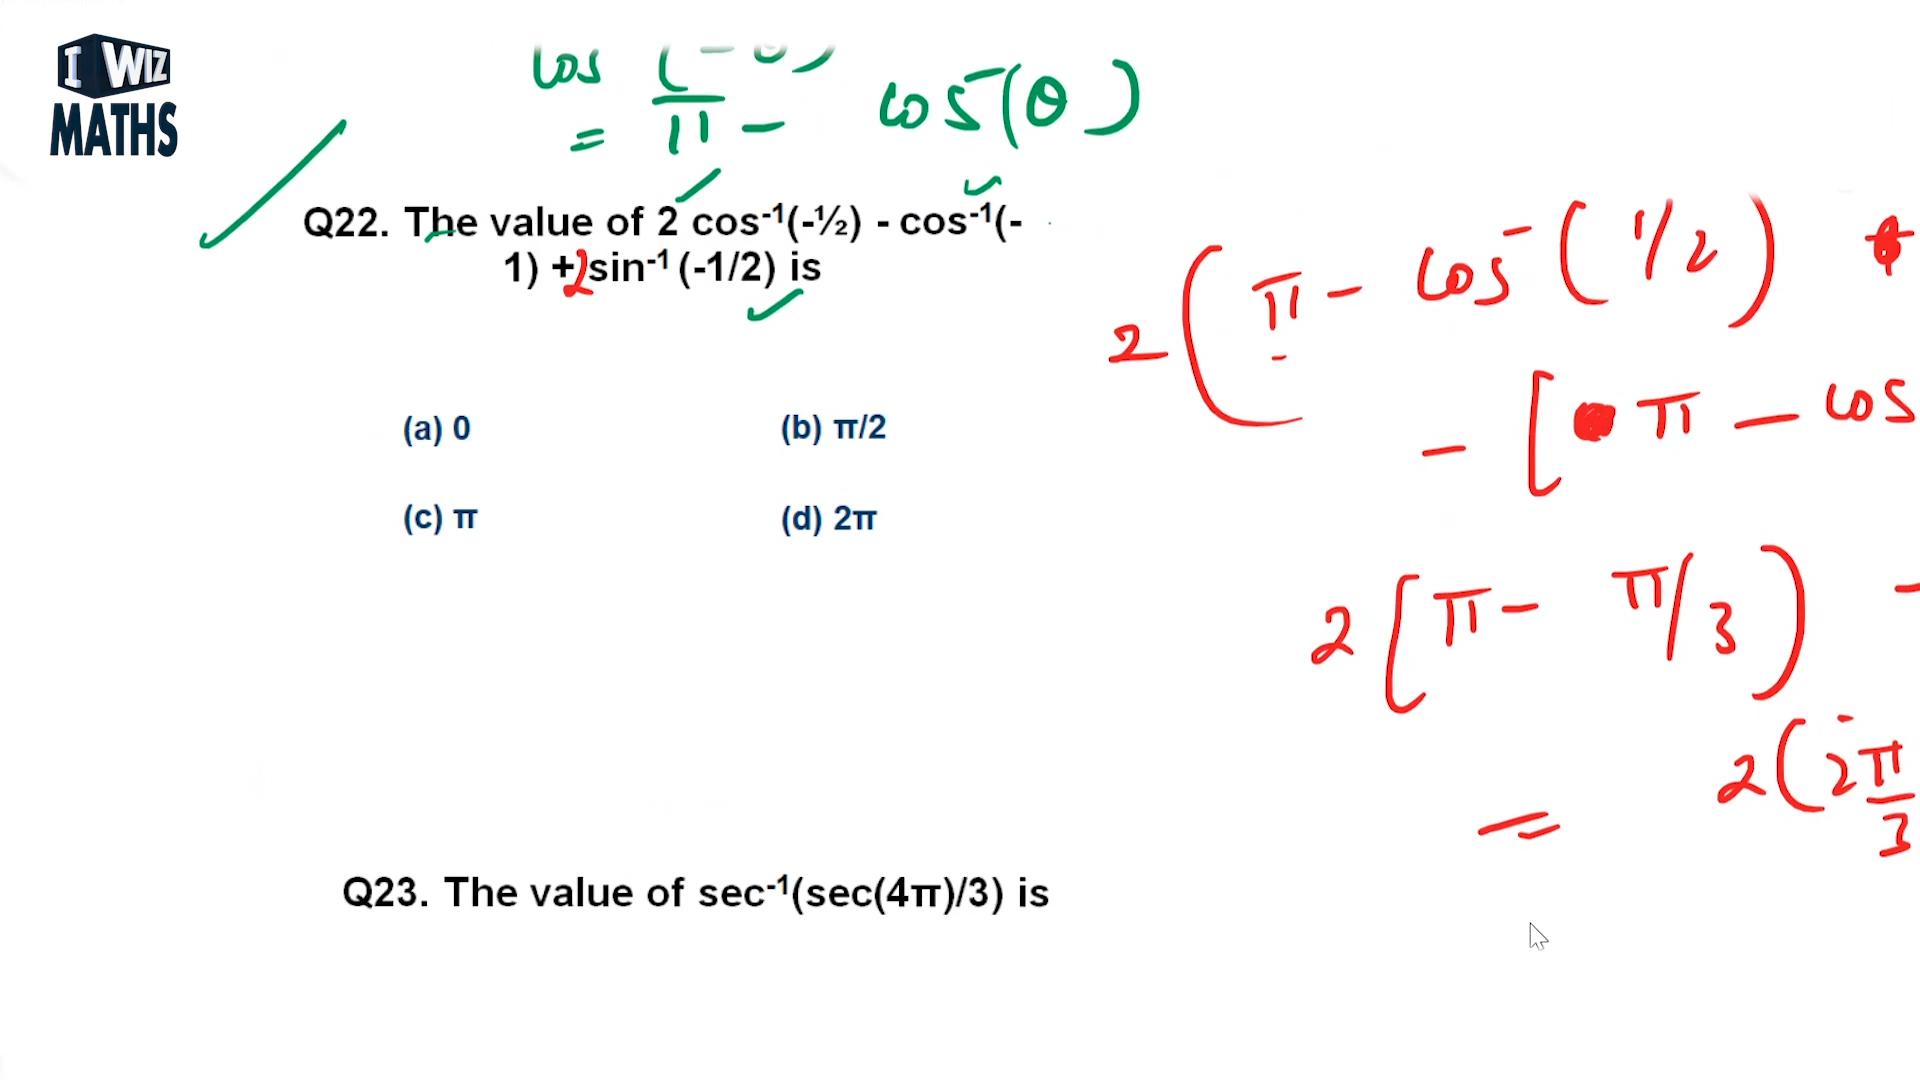 I WIZ
MATHS
cos (-θ)
= π - cos⁻(θ)
Q22. The value of 2 cos⁻¹(-½) - cos⁻¹(-
1) +2sin⁻¹ (-1/2) is
(a) 0
(b) π/2
(c) π
(d) 2π
2(π - cos⁻(1/2)
- [π - cos
2[π - π/3) -
= 2(2π/3
Q23. The value of sec⁻¹(sec(4π)/3) is